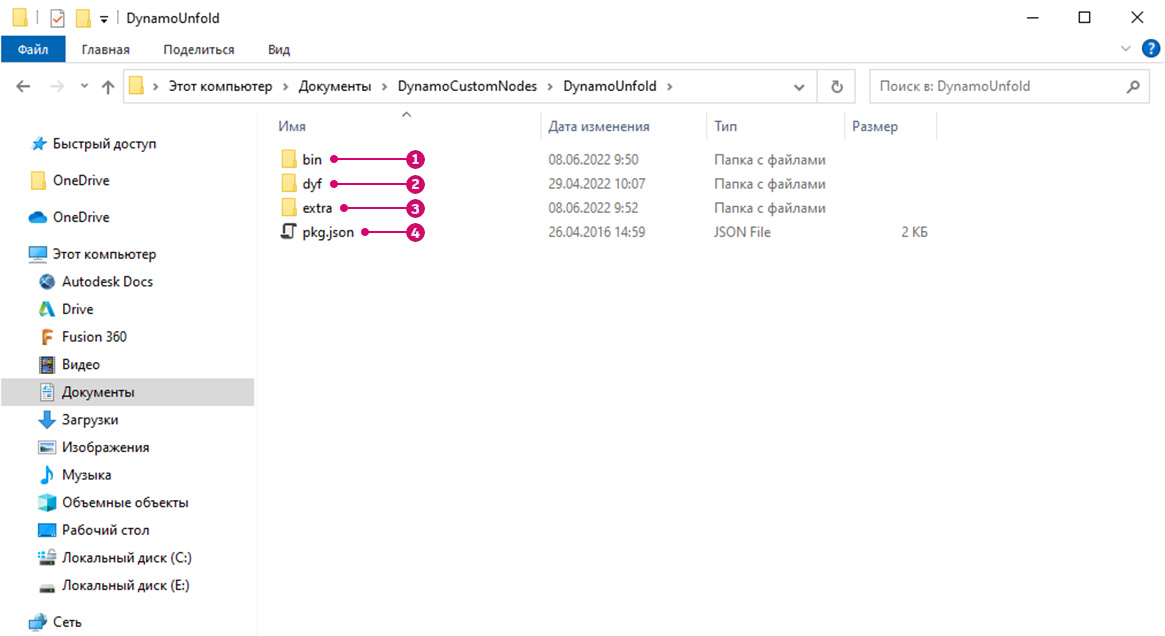 DynamoUnfold
Файл Главная Поделиться Вид
Этот компьютер Документы DynamoCustomNodes DynamoUnfold Поиск в: DynamoUnfold
Имя Дата изменения Тип Размер
bin 1 08.06.2022 9:50 Папка с файлами
dyf 2 29.04.2022 10:07 Папка с файлами
extra 3 08.06.2022 9:52 Папка с файлами
pkg.json 4 26.04.2016 14:59 JSON File 2 КБ
Быстрый доступ
OneDrive
OneDrive
Этот компьютер
Autodesk Docs
Drive
Fusion 360
Видео
Документы
Загрузки
Изображения
Музыка
Объемные объекты
Рабочий стол
Локальный диск (C:)
Локальный диск (E:)
Сеть